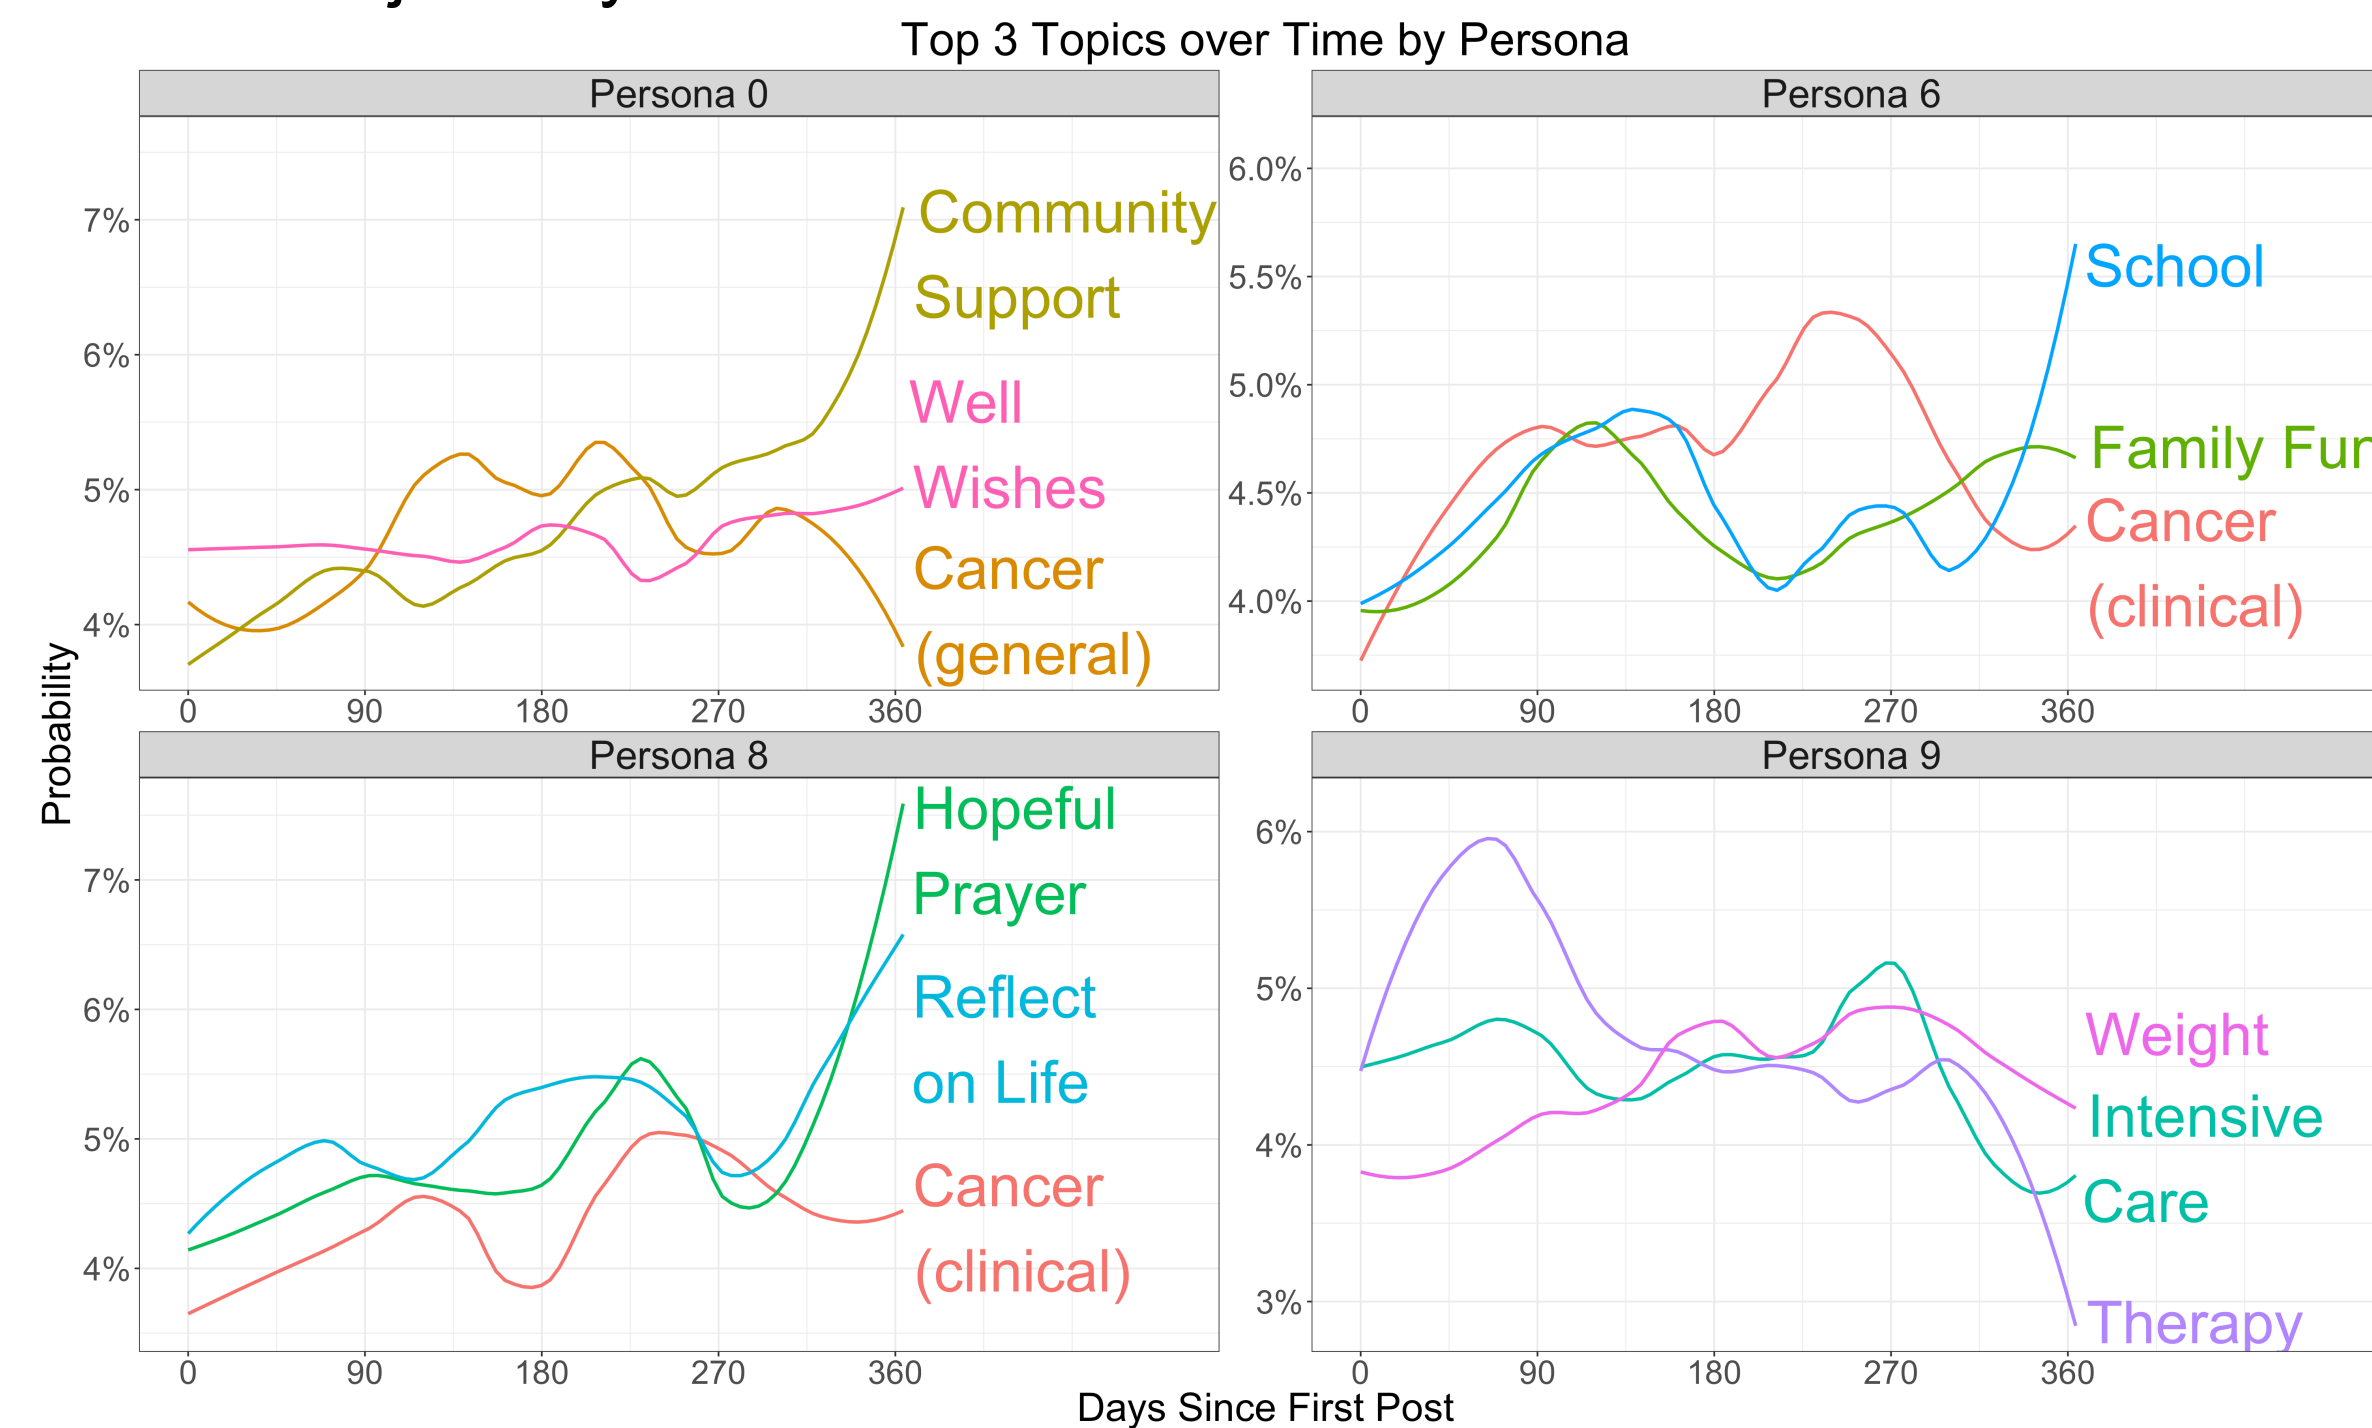 Top 3 Topics over Time by Persona
Persona 0
7%
6%
5%
4%
Community
Support
Well
Wishes
Cancer
(general)
0 90 180 270 360
Persona 6
6.0%
5.5%
5.0%
4.5%
4.0%
School
Family Fun
Cancer
(clinical)
0 90 180 270 360
Probability
Persona 8
7%
6%
5%
4%
Hopeful
Prayer
Reflect
on Life
Cancer
(clinical)
0 90 180 270 360
Persona 9
6%
5%
4%
3%
Weight
Intensive
Care
Therapy
0 90 180 270 360
Days Since First Post